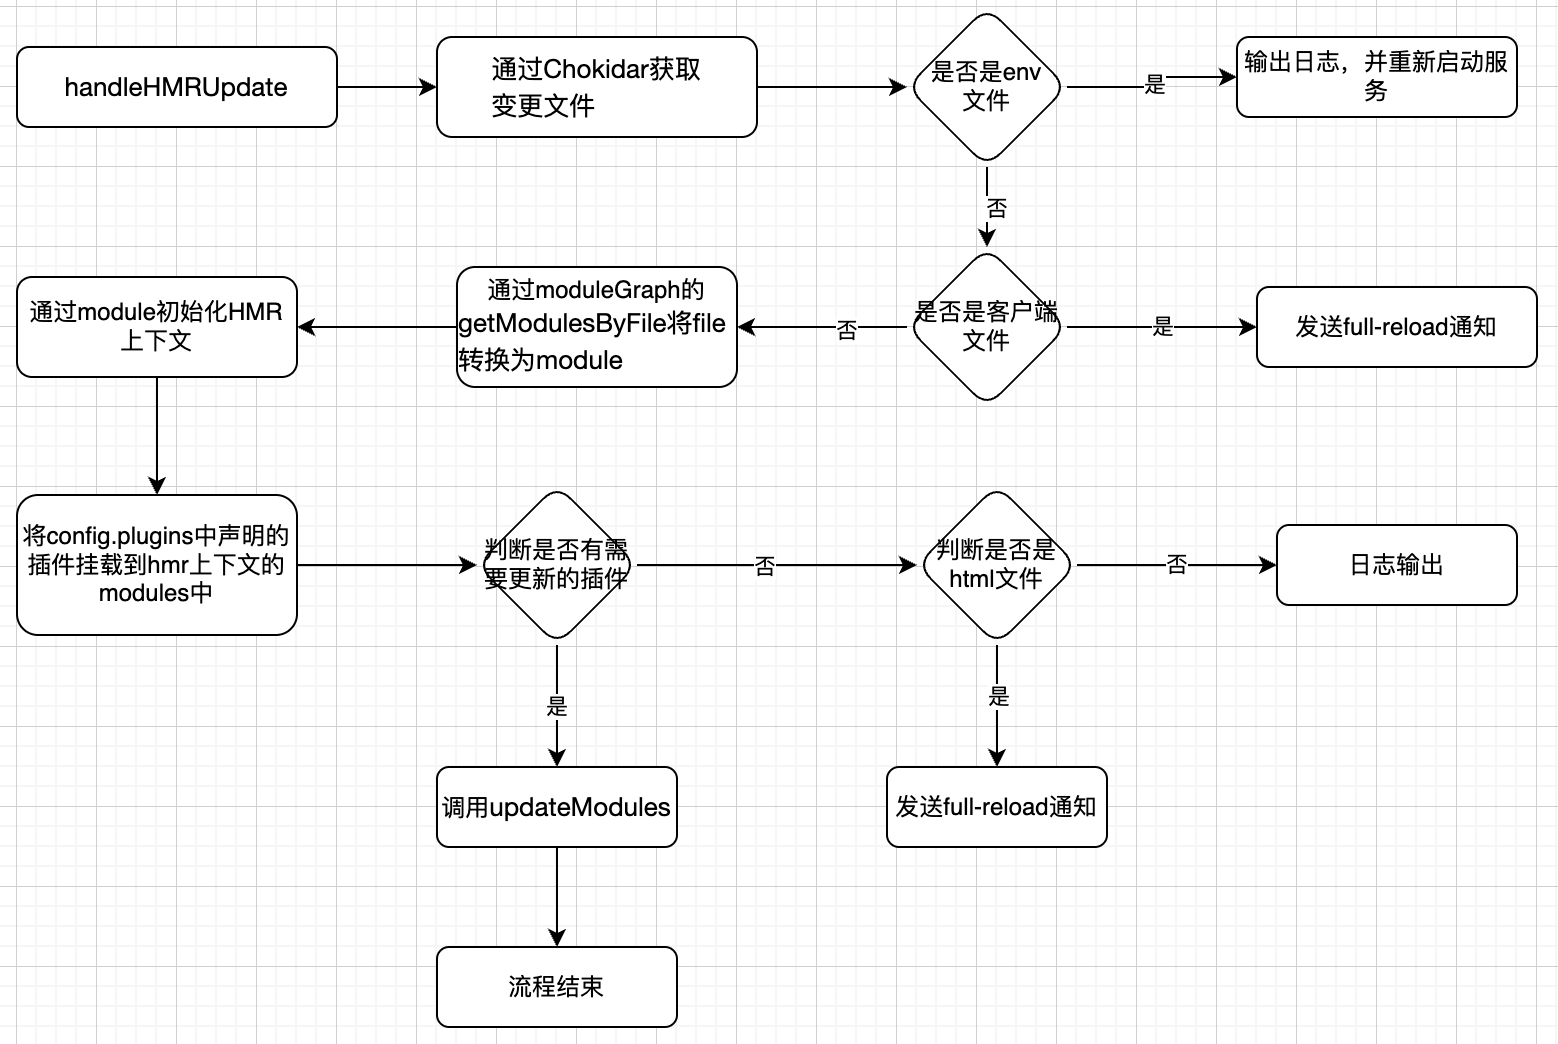 handleHMRUpdate
通过Chokidar获取
变更文件
是否是env
文件
是
输出日志，并重新启动服
务
否
通过module初始化HMR
上下文
通过moduleGraph的
getModulesByFile将file
转换为module
否
是否是客户端
文件
是
发送full-reload通知
将config.plugins中声明的
插件挂载到hmr上下文的
modules中
判断是否有需
要更新的插件
否
判断是否是
html文件
否
日志输出
是
是
调用updateModules
发送full-reload通知
流程结束